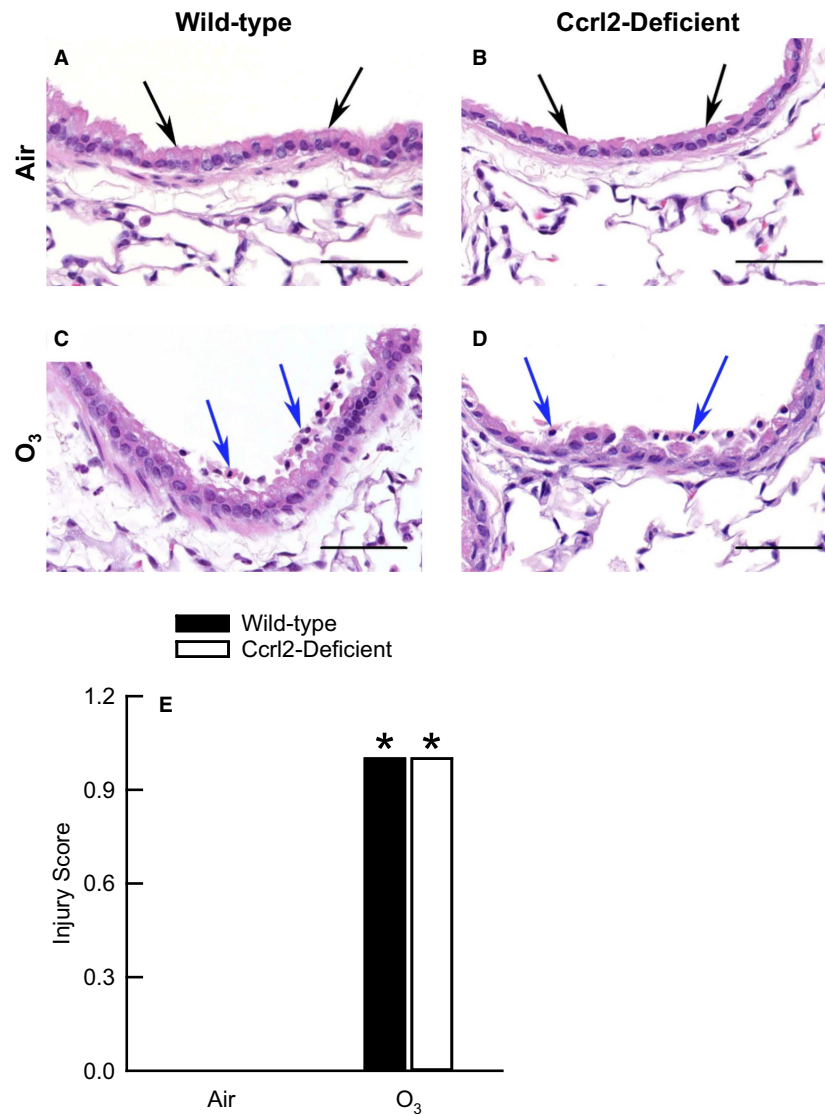 Wild-type Ccrl2-Deficient
A B
Air
C D
O₃
Wild-type
Ccrl2-Deficient
E
1.2
0.9
0.6
0.3
0.0
Injury Score
* *
Air O₃